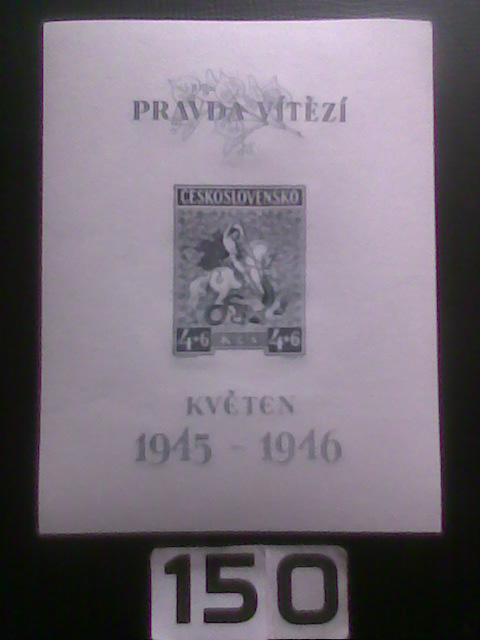 PRAVDA VÍTĚZÍ
ČESKOSLOVENSKO
4+6 KČS 4+6
KVĚTEN
1945 - 1946
150